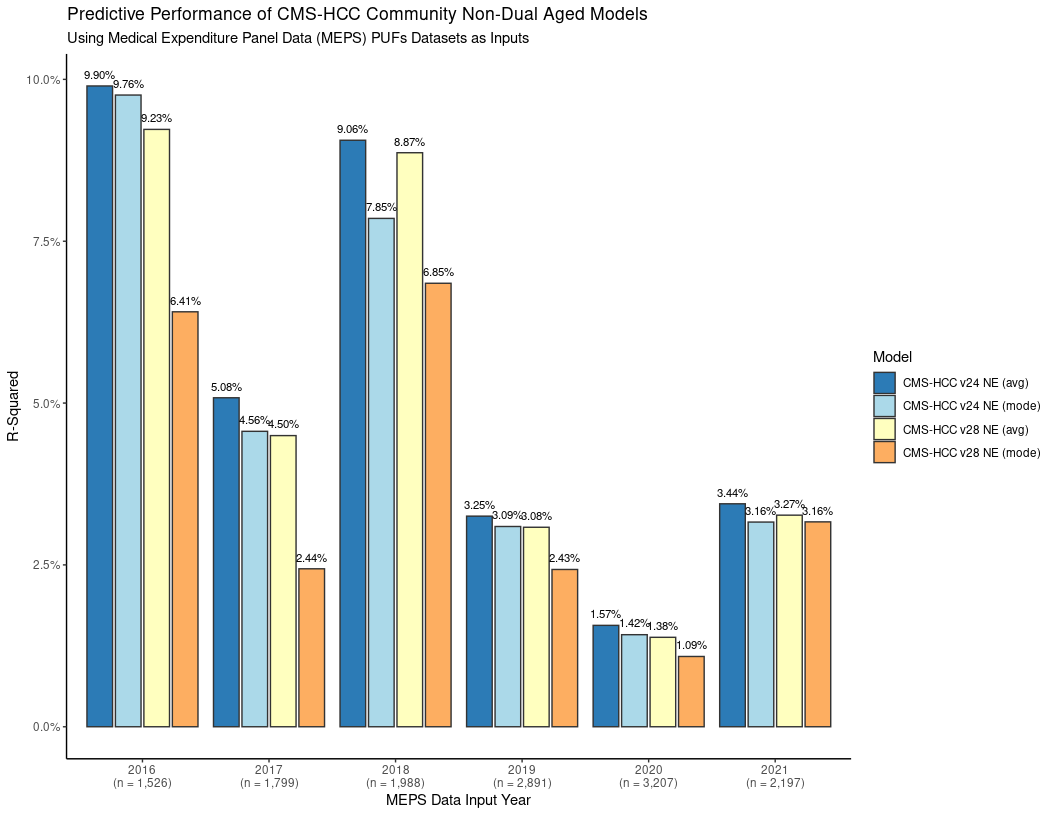 Predictive Performance of CMS-HCC Community Non-Dual Aged Models
Using Medical Expenditure Panel Data (MEPS) PUFs Datasets as Inputs
R-Squared
10.0%
7.5%
5.0%
2.5%
0.0%
9.90%
9.76%
9.23%
6.41%
5.08%
4.56%
4.50%
2.44%
9.06%
7.85%
8.87%
6.85%
3.25%
3.09%
3.08%
2.43%
1.57%
1.42%
1.38%
1.09%
3.44%
3.16%
3.27%
3.16%
2016
(n = 1,526)
2017
(n = 1,799)
2018
(n = 1,988)
2019
(n = 2,891)
2020
(n = 3,207)
2021
(n = 2,197)
MEPS Data Input Year
Model
CMS-HCC v24 NE (avg)
CMS-HCC v24 NE (mode)
CMS-HCC v28 NE (avg)
CMS-HCC v28 NE (mode)